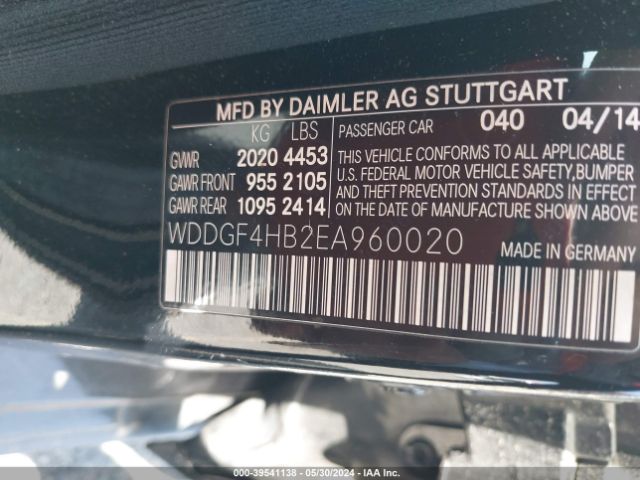 MFD BY DAIMLER AG STUTTGART
KG LBS
GVWR 2020 4453
GAWR FRONT 955 2105
GAWR REAR 1095 2414
PASSENGER CAR 040 04/14
THIS VEHICLE CONFORMS TO ALL APPLICABLE
U.S. FEDERAL MOTOR VEHICLE SAFETY,BUMPER
AND THEFT PREVENTION STANDARDS IN EFFECT
ON THE DATE OF MANUFACTURE SHOWN ABOVE
WDDGF4HB2EA960020
MADE IN GERMANY
000-39541138 - 05/30/2024 - IAA Inc.